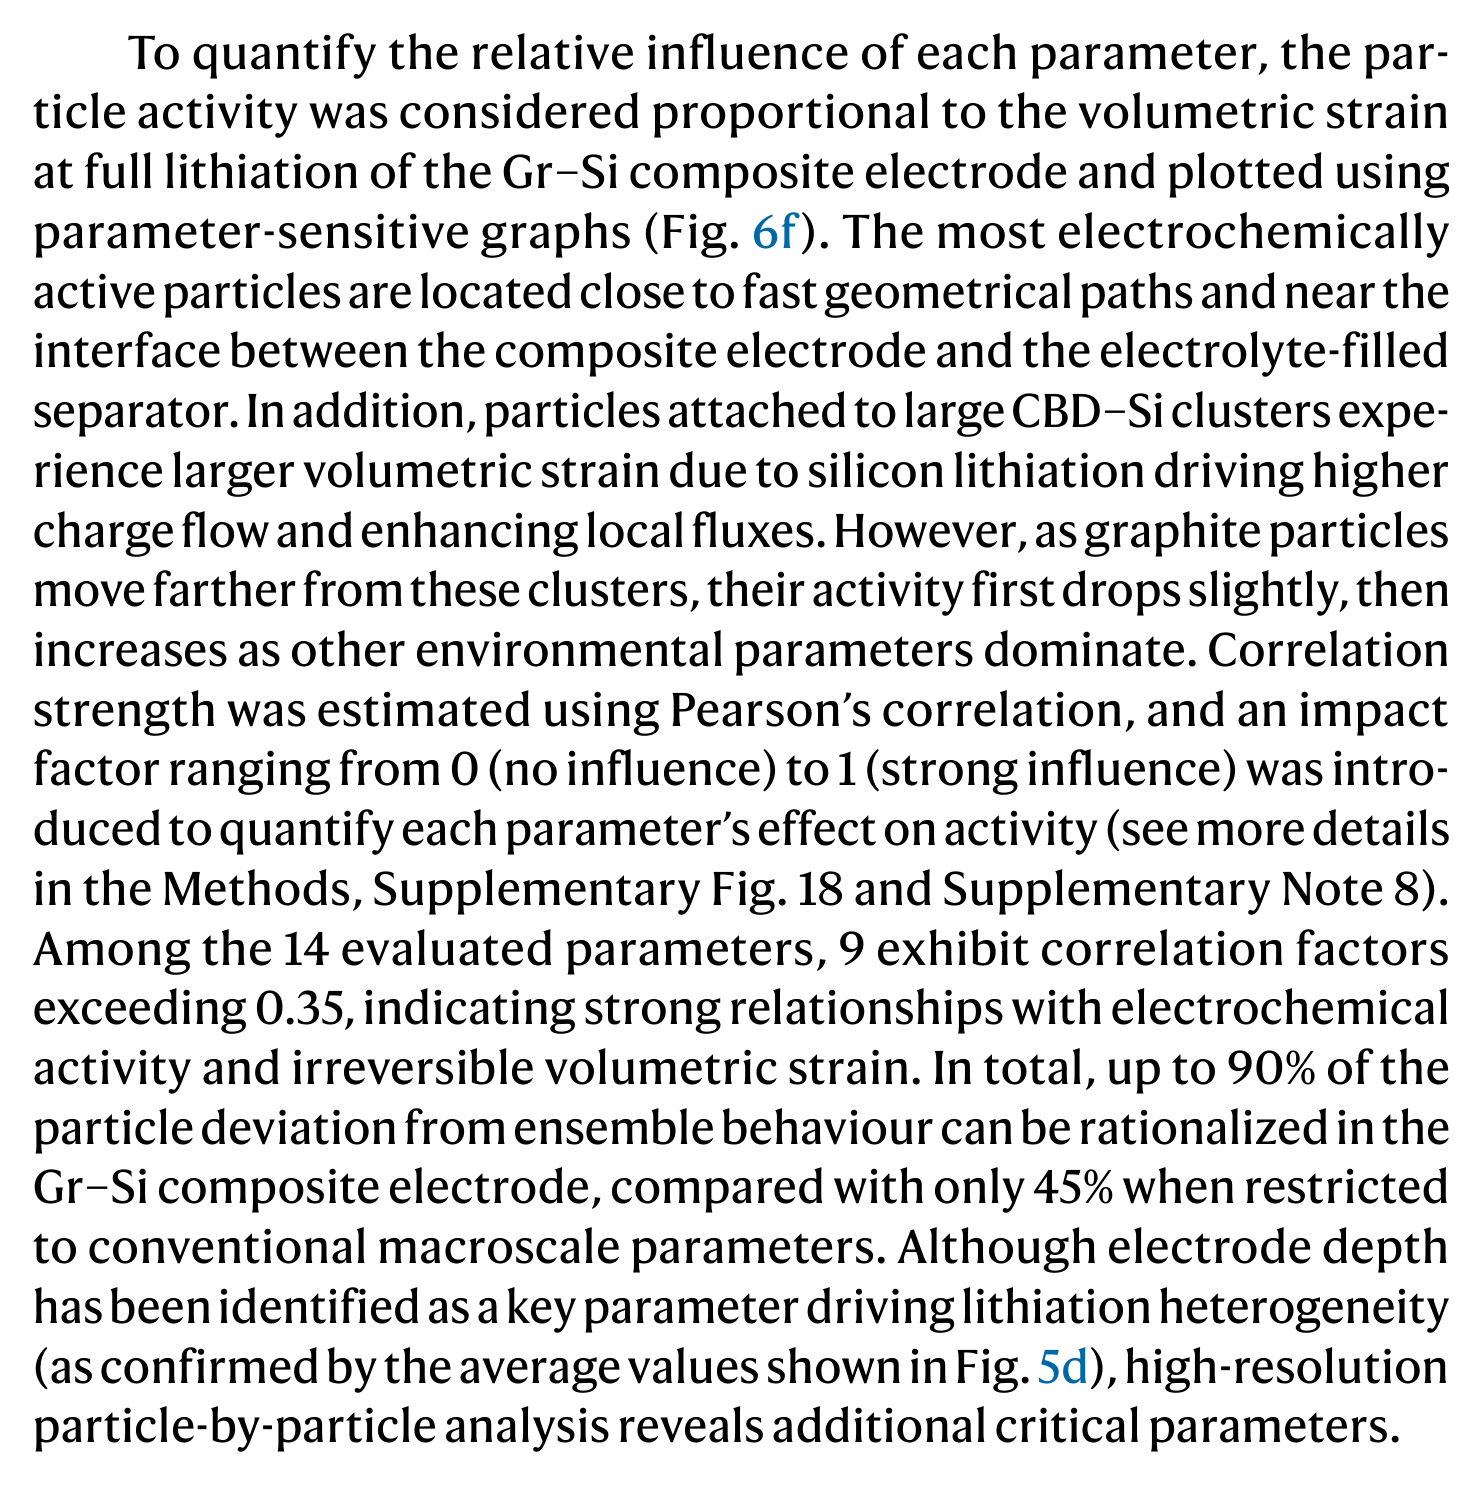 To quantify the relative influence of each parameter, the par-
ticle activity was considered proportional to the volumetric strain
at full lithiation of the Gr–Si composite electrode and plotted using
parameter-sensitive graphs (Fig. 6f). The most electrochemically
active particles are located close to fast geometrical paths and near the
interface between the composite electrode and the electrolyte-filled
separator. In addition, particles attached to large CBD–Si clusters expe-
rience larger volumetric strain due to silicon lithiation driving higher
charge flow and enhancing local fluxes. However, as graphite particles
move farther from these clusters, their activity first drops slightly, then
increases as other environmental parameters dominate. Correlation
strength was estimated using Pearson’s correlation, and an impact
factor ranging from 0 (no influence) to 1 (strong influence) was intro-
duced to quantify each parameter’s effect on activity (see more details
in the Methods, Supplementary Fig. 18 and Supplementary Note 8).
Among the 14 evaluated parameters, 9 exhibit correlation factors
exceeding 0.35, indicating strong relationships with electrochemical
activity and irreversible volumetric strain. In total, up to 90% of the
particle deviation from ensemble behaviour can be rationalized in the
Gr–Si composite electrode, compared with only 45% when restricted
to conventional macroscale parameters. Although electrode depth
has been identified as a key parameter driving lithiation heterogeneity
(as confirmed by the average values shown in Fig. 5d), high-resolution
particle-by-particle analysis reveals additional critical parameters.